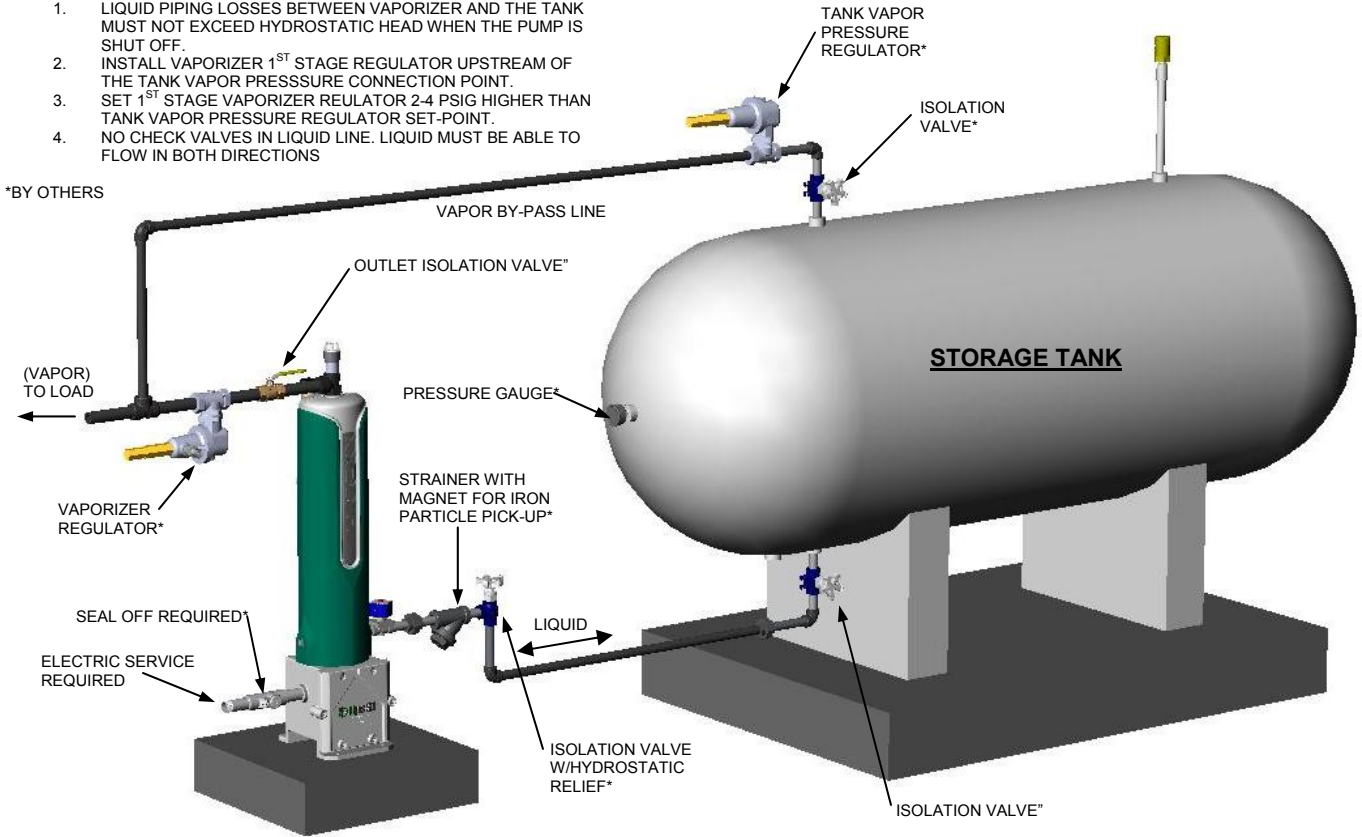 1. LIQUID PIPING LOSSES BETWEEN VAPORIZER AND THE TANK
MUST NOT EXCEED HYDROSTATIC HEAD WHEN THE PUMP IS
SHUT OFF.
2. INSTALL VAPORIZER 1ST STAGE REGULATOR UPSTREAM OF
THE TANK VAPOR PRESSSURE CONNECTION POINT.
3. SET 1ST STAGE VAPORIZER REULATOR 2-4 PSIG HIGHER THAN
TANK VAPOR PRESSURE REGULATOR SET-POINT.
4. NO CHECK VALVES IN LIQUID LINE. LIQUID MUST BE ABLE TO
FLOW IN BOTH DIRECTIONS
*BY OTHERS
TANK VAPOR
PRESSURE
REGULATOR*
ISOLATION
VALVE*
VAPOR BY-PASS LINE
OUTLET ISOLATION VALVE”
(VAPOR)
TO LOAD
STORAGE TANK
PRESSURE GAUGE*
VAPORIZER
REGULATOR*
STRAINER WITH
MAGNET FOR IRON
PARTICLE PICK-UP*
SEAL OFF REQUIRED*
LIQUID
ELECTRIC SERVICE
REQUIRED
ISOLATION VALVE
W/HYDROSTATIC
RELIEF*
ISOLATION VALVE”